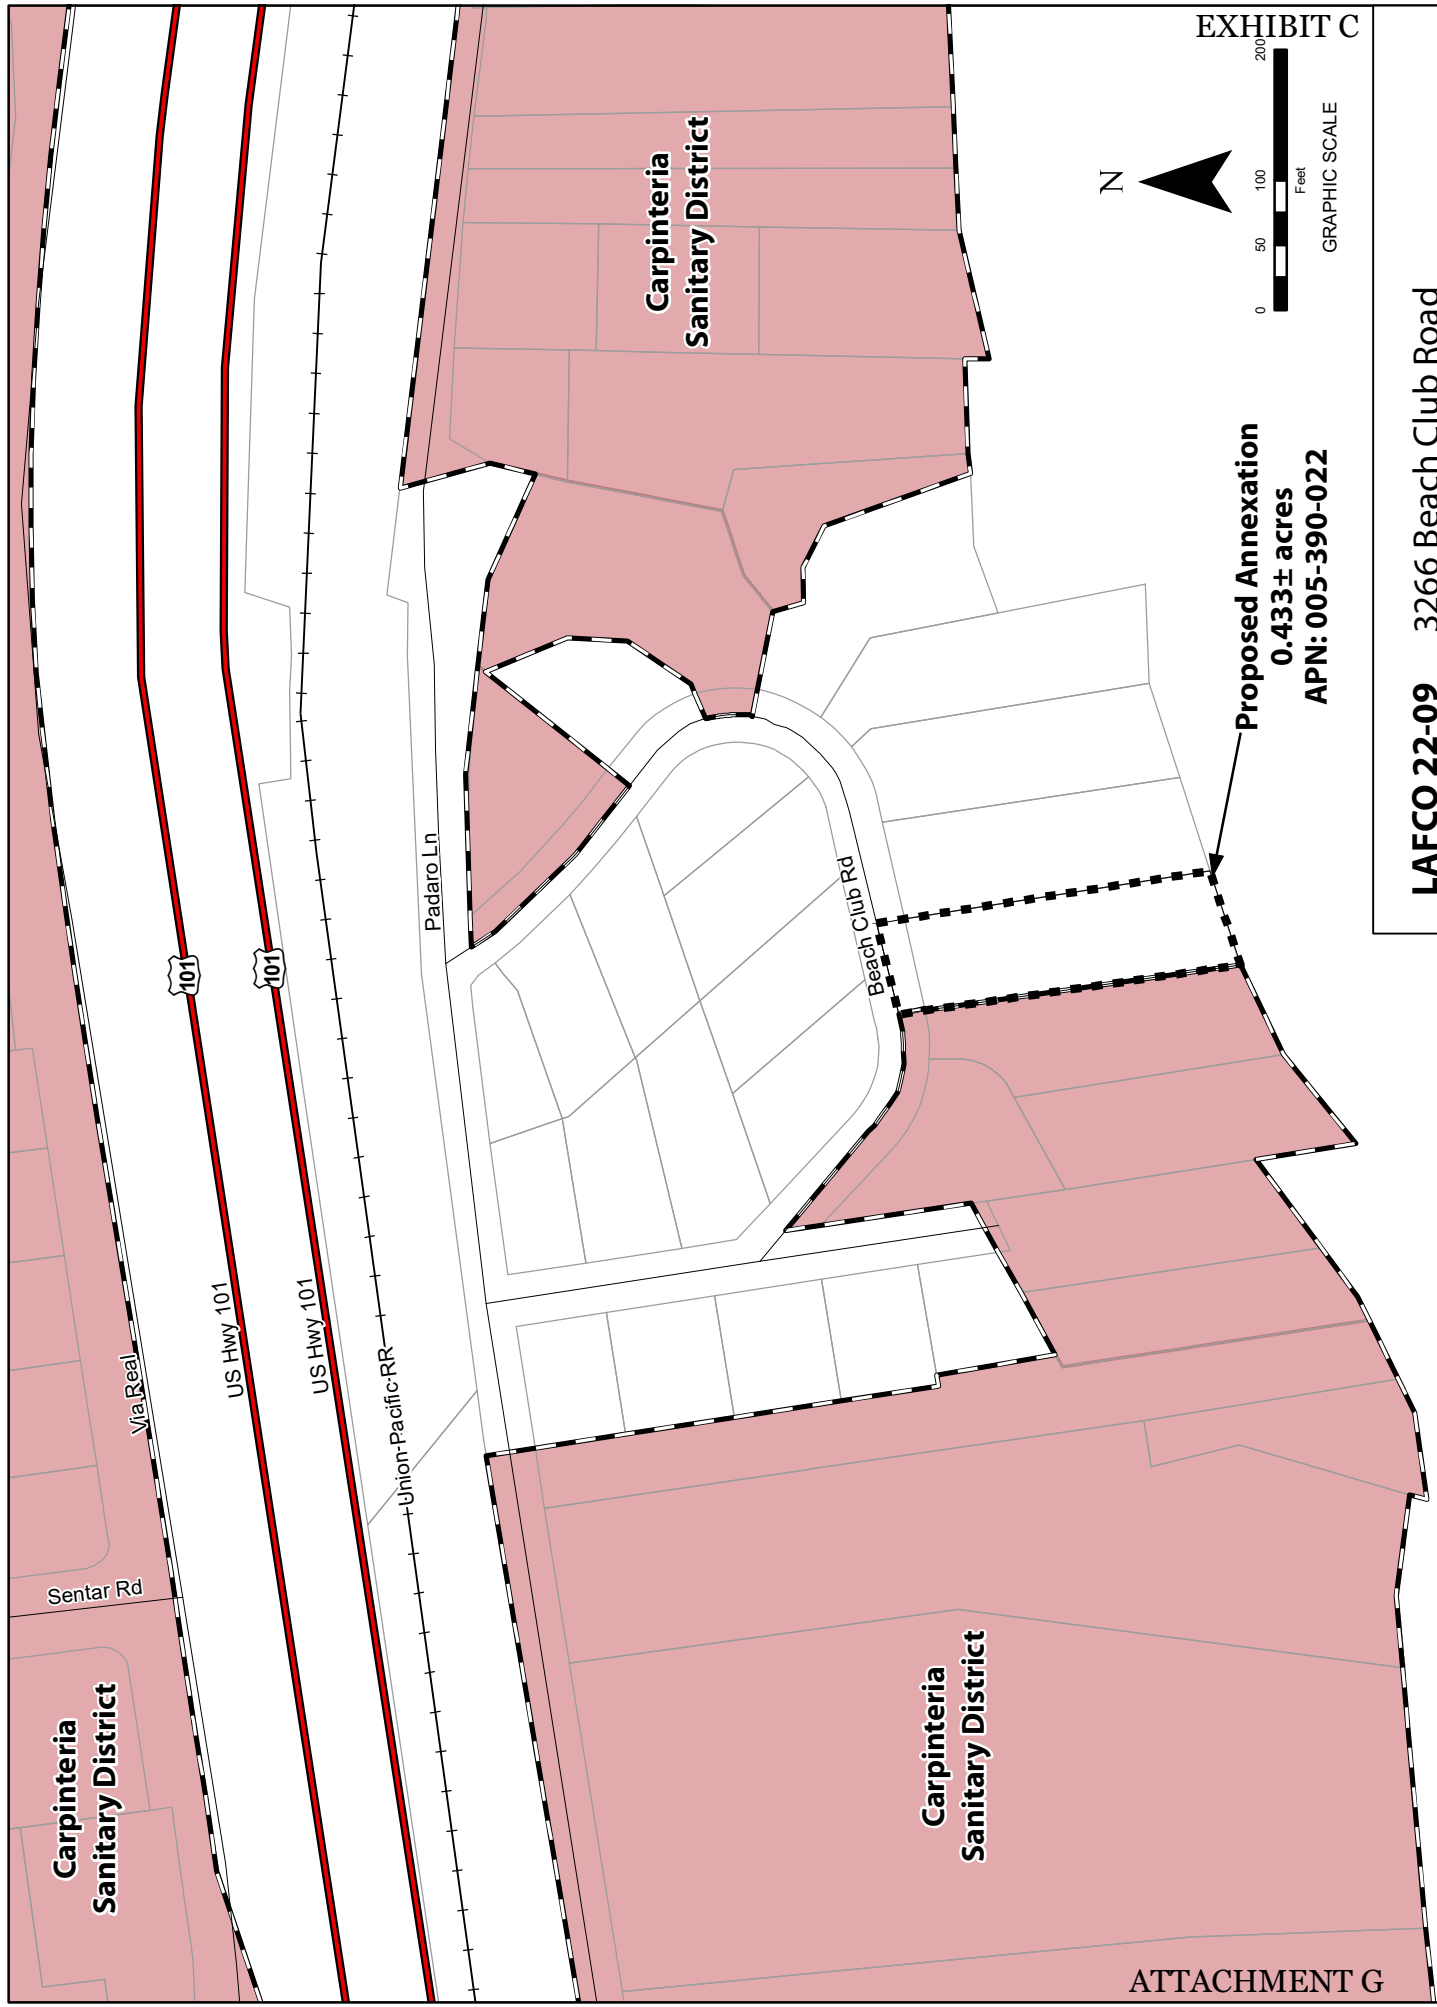 EXHIBIT C
Carpinteria
Sanitary District
N
0
50
100
200
Feet
GRAPHIC SCALE
Proposed Annexation
0.433± acres
APN: 005-390-022
LAFCO 22-09
3266 Beach Club Road
Padaro Ln
Beach Club Rd
101
101
US Hwy 101
US Hwy 101
Union-Pacific-RR
Via Real
Sentar Rd
Carpinteria
Sanitary District
Carpinteria
Sanitary District
ATTACHMENT G